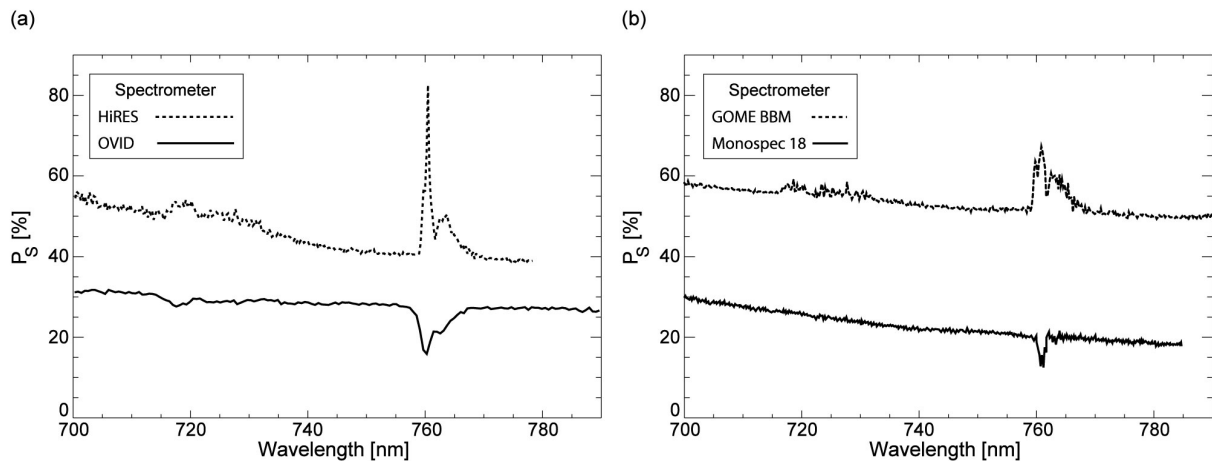 (a)
(b)
Spectrometer
HiRES
OVID
80
60
40
20
0
P_S [%]
700
720
740
760
780
Wavelength [nm]
Spectrometer
GOME BBM
Monospec 18
80
60
40
20
0
P_S [%]
700
720
740
760
780
Wavelength [nm]